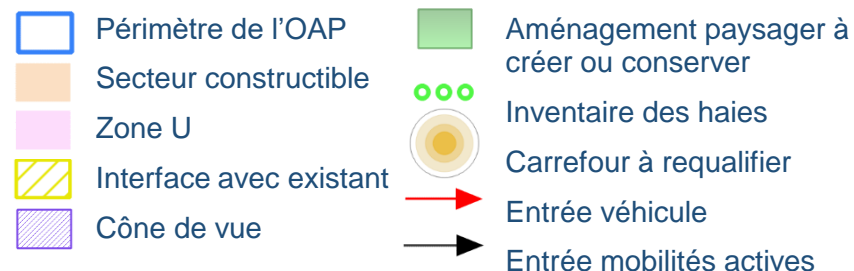 Périmètre de l’OAP
Secteur constructible
Zone U
Interface avec existant
Cône de vue
Aménagement paysager à
créer ou conserver
Inventaire des haies
Carrefour à requalifier
Entrée véhicule
Entrée mobilités actives